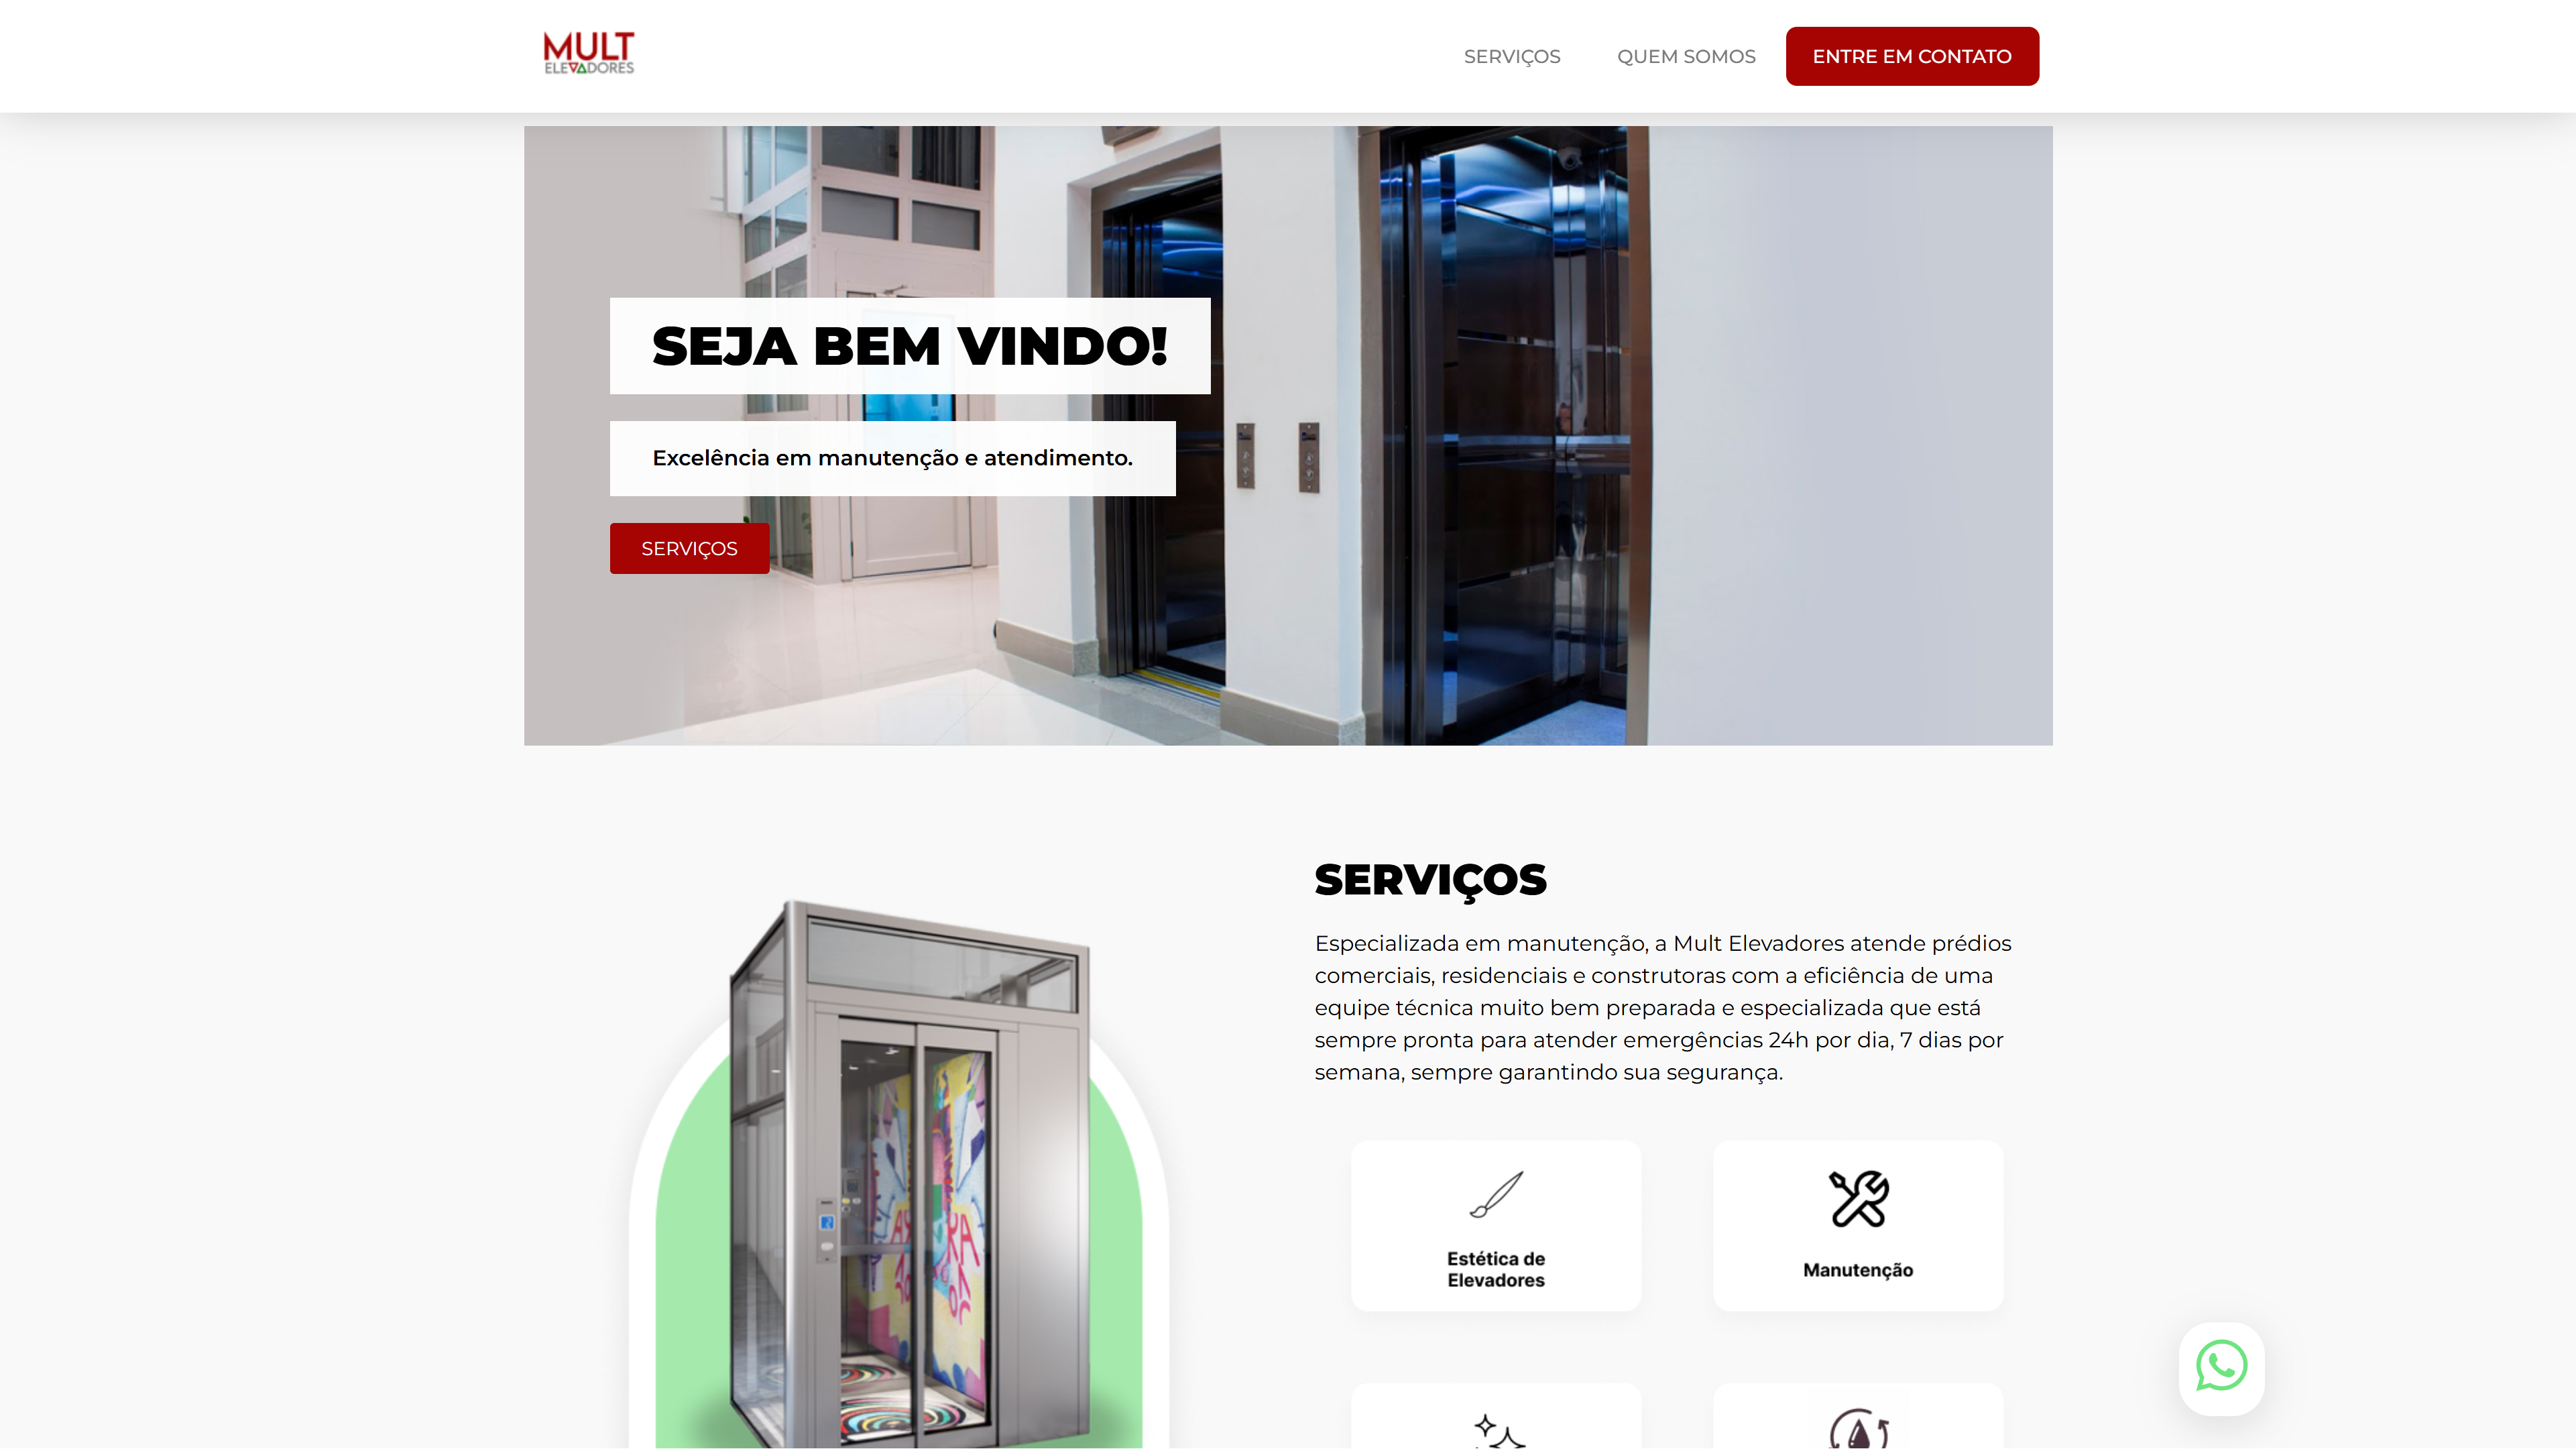 MULT
ELEVADORES
SERVIÇOS
QUEM SOMOS
ENTRE EM CONTATO
SEJA BEM VINDO!
Excelência em manutenção e atendimento.
SERVIÇOS
SERVIÇOS
Especializada em manutenção, a Mult Elevadores atende prédios
comerciais, residenciais e construtoras com a eficiência de uma
equipe técnica muito bem preparada e especializada que está
sempre pronta para atender emergências 24h por dia, 7 dias por
semana, sempre garantindo sua segurança.
Estética de
Elevadores
Manutenção